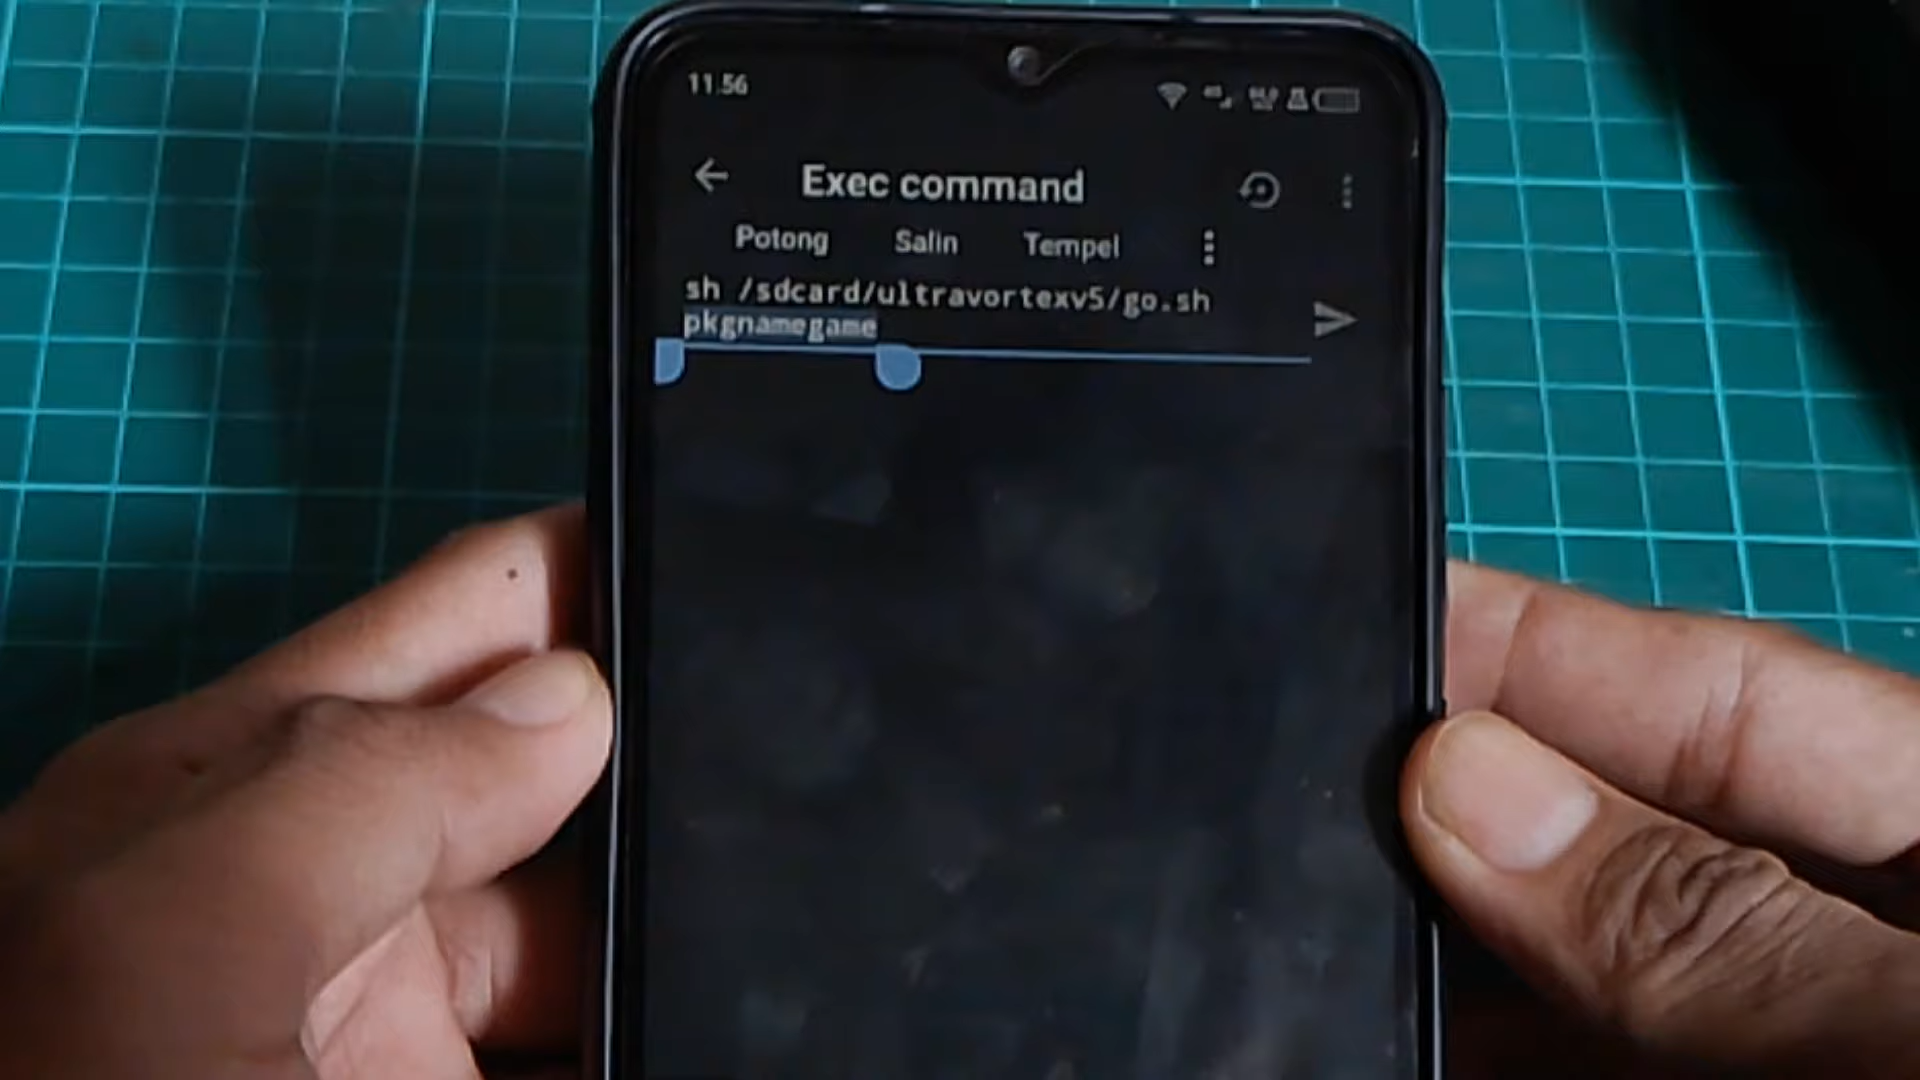 11.56
Exec command
Potong Salin Tempel
sh /sdcard/ultravortexv5/go.sh
pkgnamegame